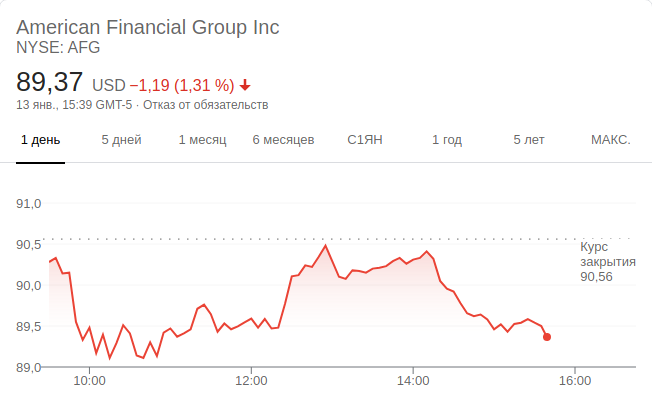 American Financial Group Inc
NYSE: AFG
89,37 USD −1,19 (1,31 %)
13 янв., 15:39 GMT-5 · Отказ от обязательств
1 день 5 дней 1 месяц 6 месяцев С1ЯН 1 год 5 лет МАКС.
91,0
90,5
Курс
закрытия
90,56
90,0
89,5
89,0
10:00 12:00 14:00 16:00